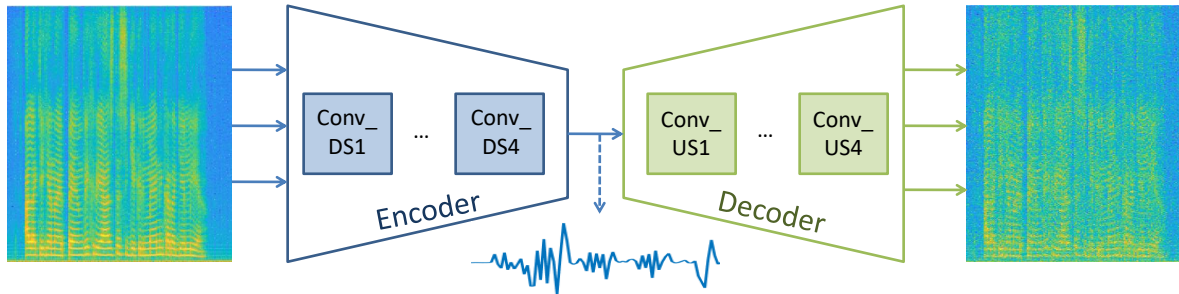 Conv_
DS1
...
Conv_
DS4
Encoder
Conv_
US1
...
Conv_
US4
Decoder